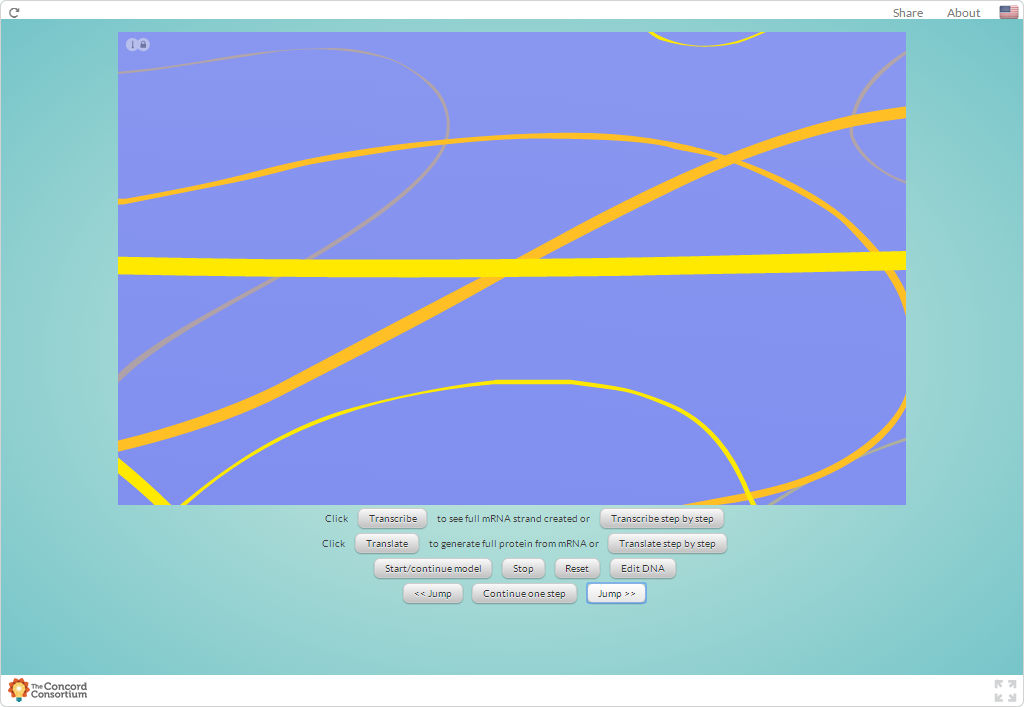 Share About
Click Transcribe to see full mRNA strand created or Transcribe step by step
Click Translate to generate full protein from mRNA or Translate step by step
Start/continue model Stop Reset Edit DNA
<< Jump Continue one step Jump >>
The Concord
Consortium